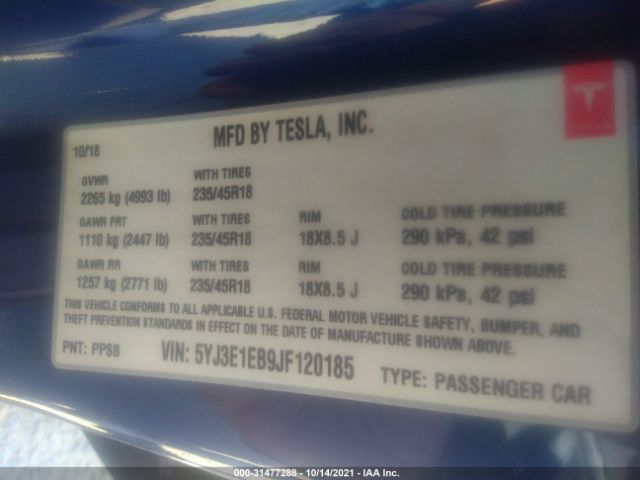 MFD BY TESLA, INC.
TESLA
10/18
GVWR WITH TIRES
2265 kg (4993 lb) 235/45R18
GAWR FRT WITH TIRES RIM COLD TIRE PRESSURE
1110 kg (2447 lb) 235/45R18 18X8.5 J 290 kPa, 42 psi
GAWR RR WITH TIRES RIM COLD TIRE PRESSURE
1257 kg (2771 lb) 235/45R18 18X8.5 J 290 kPa, 42 psi
THIS VEHICLE CONFORMS TO ALL APPLICABLE U.S. FEDERAL MOTOR VEHICLE SAFETY, BUMPER, AND
THEFT PREVENTION STANDARDS IN EFFECT ON THE DATE OF MANUFACTURE SHOWN ABOVE.
PNT: PPSB VIN: 5YJ3E1EB9JF120185 TYPE: PASSENGER CAR
000-31477288 - 10/14/2021 - IAA Inc.